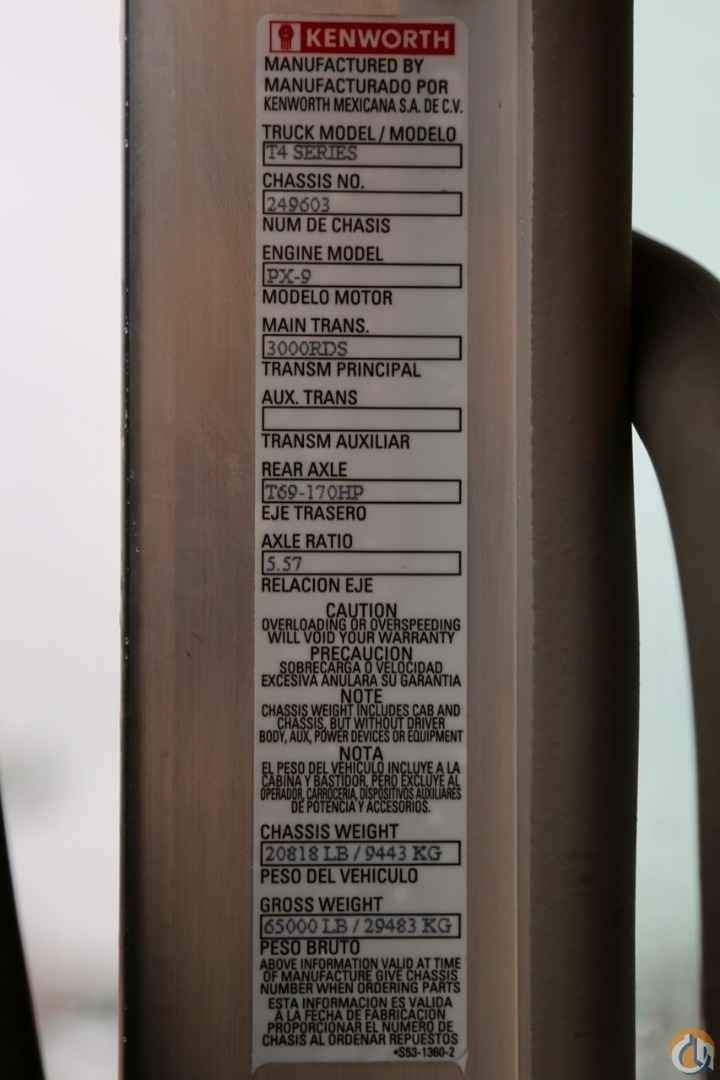 KENWORTH
MANUFACTURED BY
MANUFACTURADO POR
KENWORTH MEXICANA S.A. DE C.V.
TRUCK MODEL / MODELO
T4 SERIES
CHASSIS NO.
249603
NUM DE CHASIS
ENGINE MODEL
PX-9
MODELO MOTOR
MAIN TRANS.
3000RDS
TRANSM PRINCIPAL
AUX. TRANS
TRANSM AUXILIAR
REAR AXLE
T69-170HP
EJE TRASERO
AXLE RATIO
5.57
RELACION EJE
CAUTION
OVERLOADING OR OVERSPEEDING
WILL VOID YOUR WARRANTY
PRECAUCION
SOBRECARGA O VELOCIDAD
EXCESIVA ANULARA SU GARANTIA
NOTE
CHASSIS WEIGHT INCLUDES CAB AND
CHASSIS, BUT WITHOUT DRIVER
BODY, AUX, POWER DEVICES OR EQUIPMENT
NOTA
EL PESO DEL VEHICULO INCLUYE A LA
CABINA Y BASTIDOR, PERO EXCLUYE AL
OPERADOR, CARROCERIA, DISPOSITIVOS AUXILIARES
DE POTENCIA Y ACCESORIOS.
CHASSIS WEIGHT
20818 LB / 9443 KG
PESO DEL VEHICULO
GROSS WEIGHT
65000 LB / 29483 KG
PESO BRUTO
ABOVE INFORMATION VALID AT TIME
OF MANUFACTURE GIVE CHASSIS
NUMBER WHEN ORDERING PARTS
ESTA INFORMACION ES VALIDA
A LA FECHA DE FABRICACION
PROPORCIONAR EL NUMERO DE
CHASIS AL ORDENAR REPUESTOS
*S53-1360-2